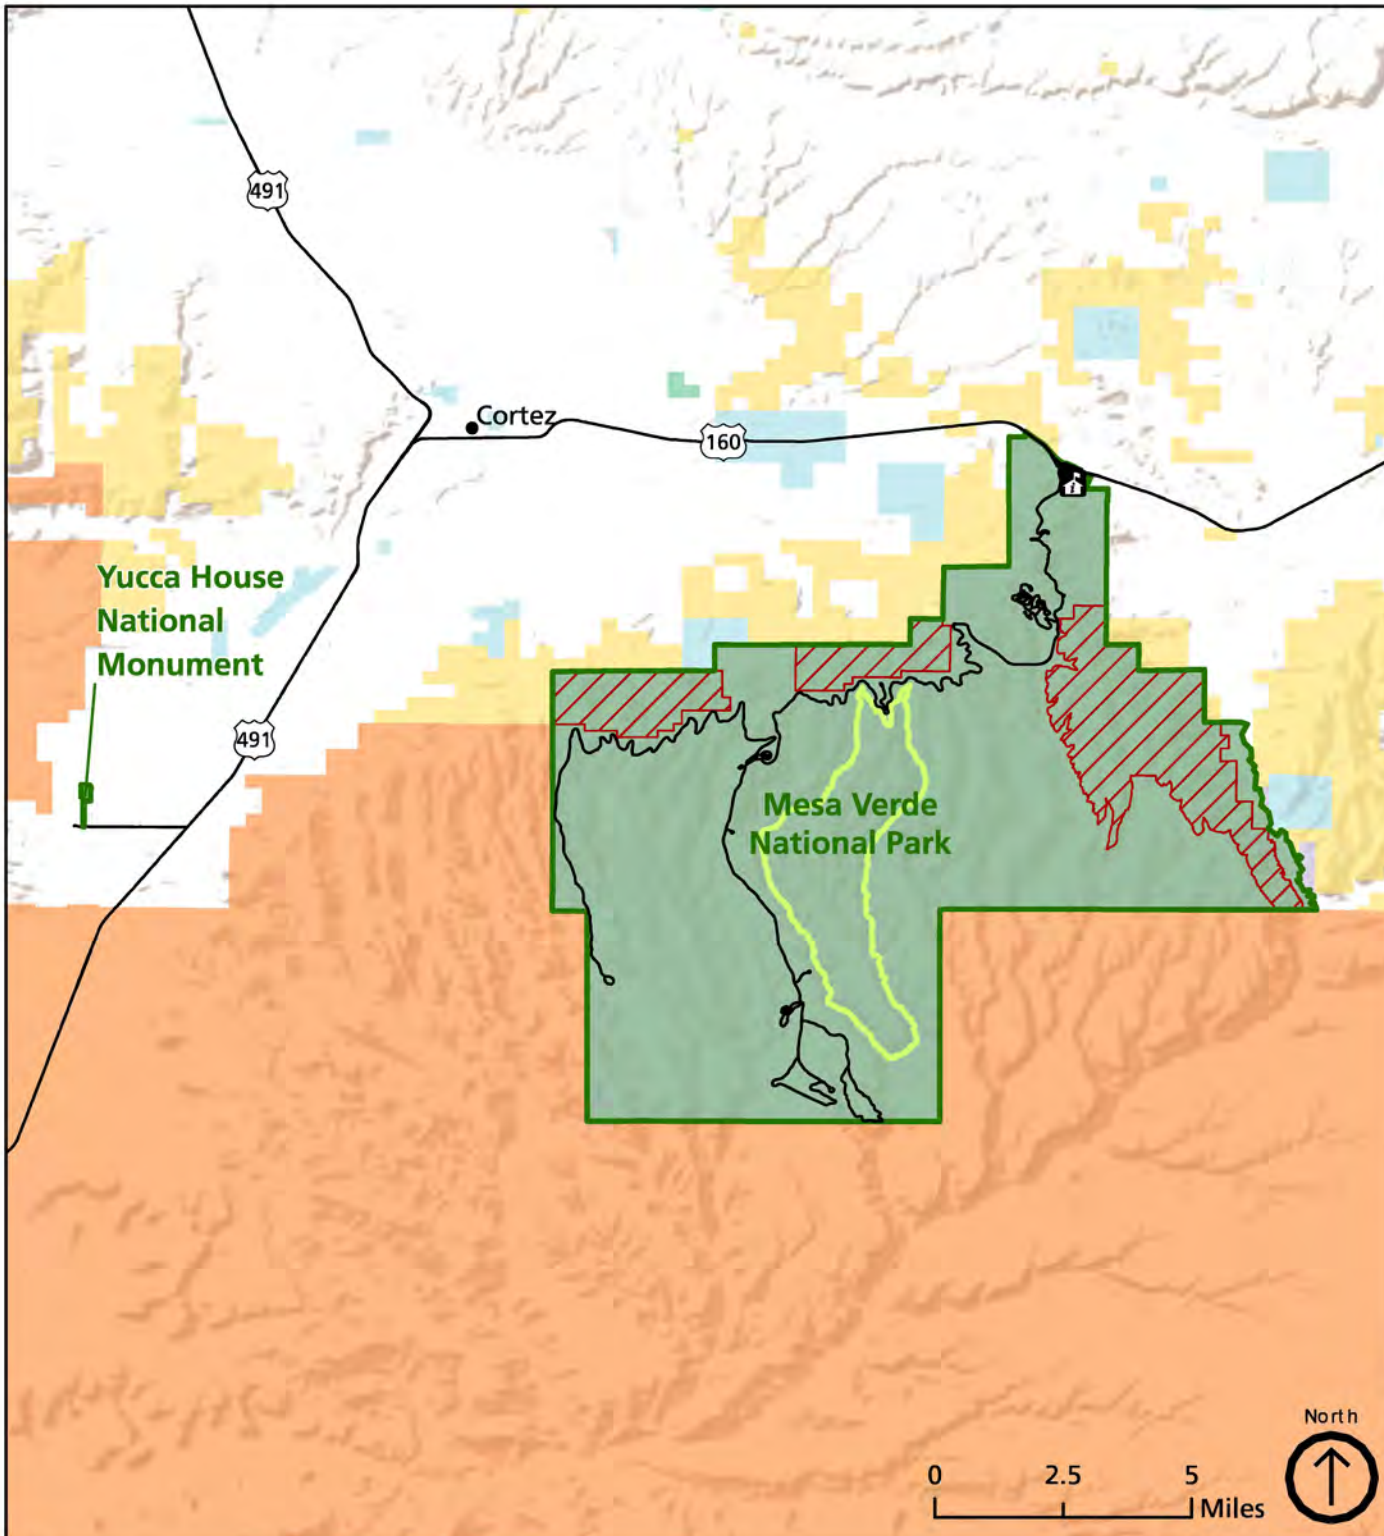 491
Cortez
160
i
Yucca House
National
Monument
491
Mesa Verde
National Park
North
0 2.5 5
Miles